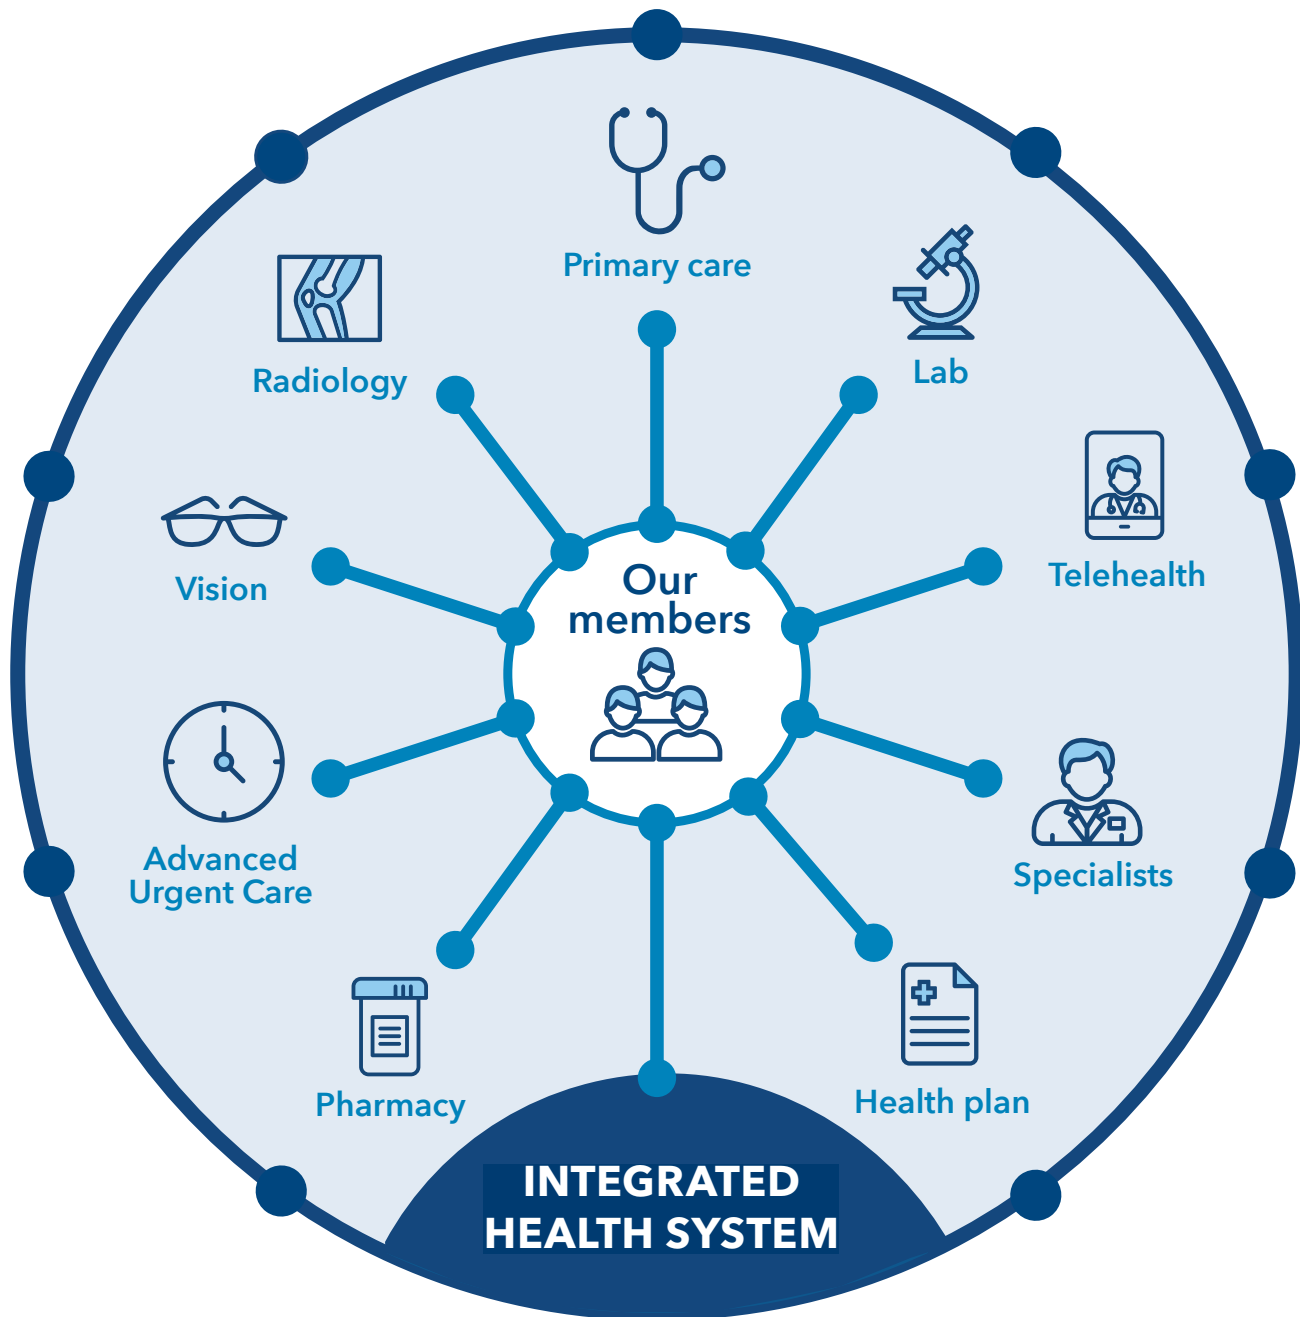 Primary care
Lab
Radiology
Telehealth
Vision
Our
members
Specialists
Advanced
Urgent Care
Pharmacy
Health plan
INTEGRATED
HEALTH SYSTEM